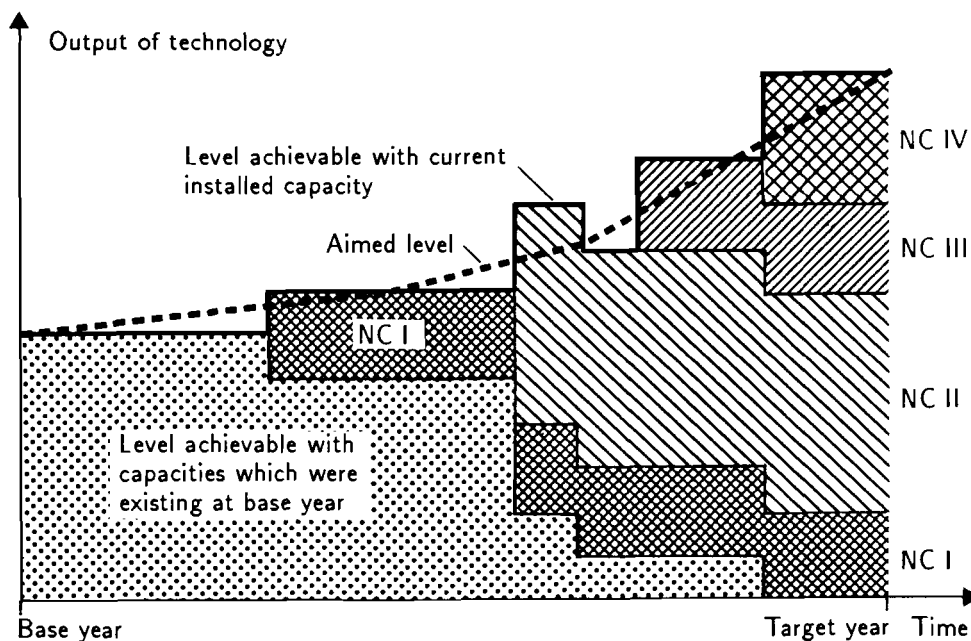 Output of technology
NC IV
Level achievable with current
installed capacity
Aimed level
NC III
NC I
NC II
Level achievable with
capacities which were
existing at base year
NC I
Base year
Target year
Time